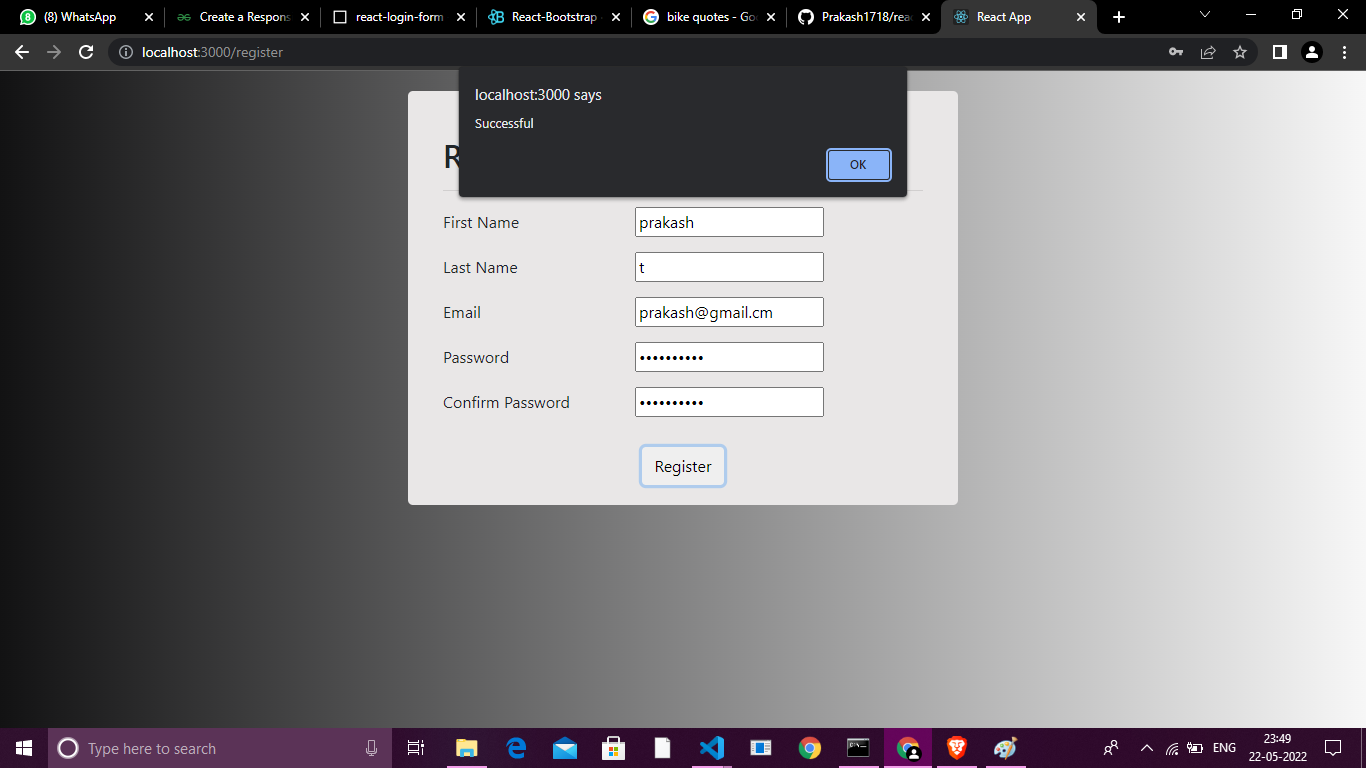 (8) WhatsApp
Create a Respons
react-login-form
React-Bootstrap
bike quotes - Goo
Prakash1718/reac
React App
localhost:3000/register
localhost:3000 says
Successful
OK
R
First Name
prakash
Last Name
t
Email
prakash@gmail.cm
Password
••••••••••
Confirm Password
••••••••••
Register
Type here to search
ENG
23:49
22-05-2022